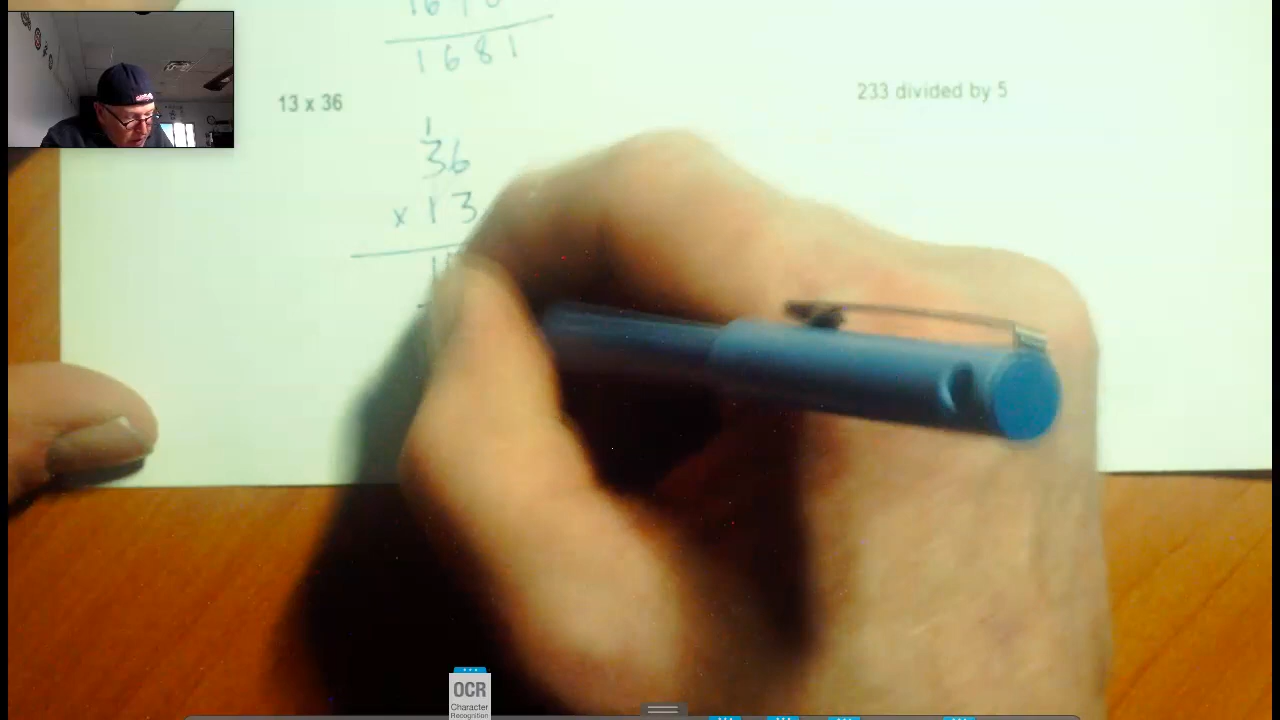 1681
13 x 36
233 divided by 5
1
36
x 13
OCR
Character
Recognition